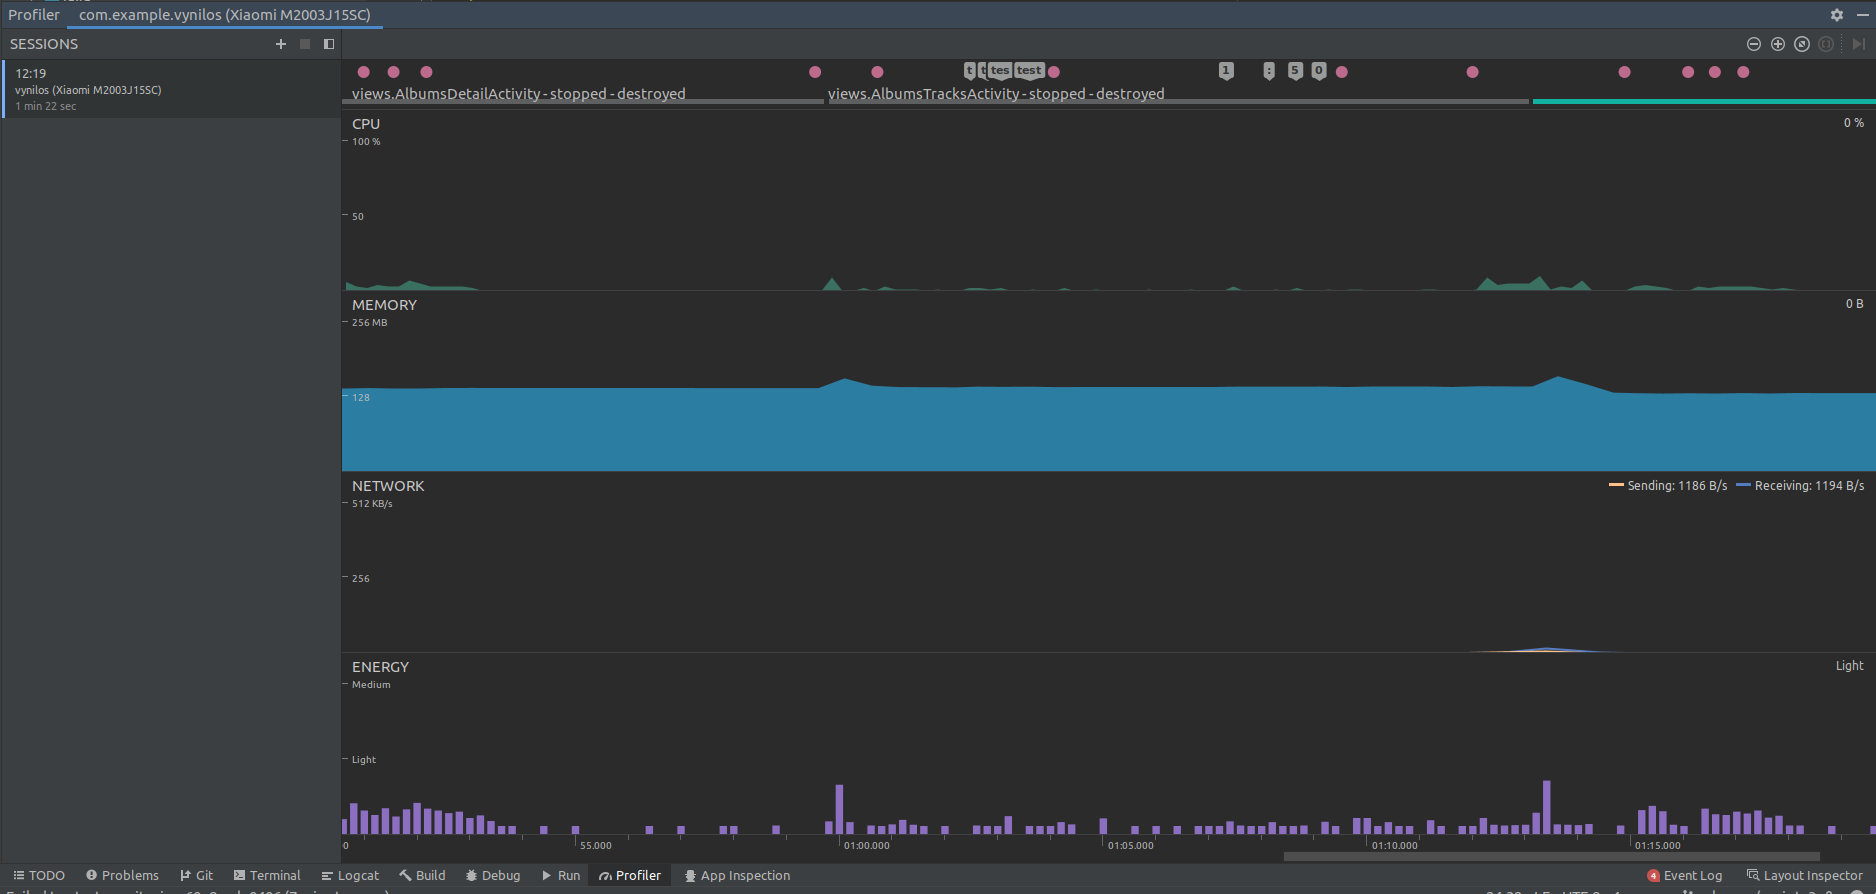 Profiler com.example.vynilos (Xiaomi M2003J15SC)
SESSIONS
12:19
vynilos (Xiaomi M2003J15SC)
1 min 22 sec
t t tes test 1 : 5 0
views.AlbumsDetailActivity - stopped - destroyed views.AlbumsTracksActivity - stopped - destroyed
CPU 0 %
100 %
50
MEMORY 0 B
256 MB
128
NETWORK Sending: 1186 B/s Receiving: 1194 B/s
512 KB/s
256
ENERGY Light
Medium
Light
0 55.000 01:00.000 01:05.000 01:10.000 01:15.000
TODO Problems Git Terminal Logcat Build Debug Run Profiler App Inspection 4 Event Log Layout Inspector